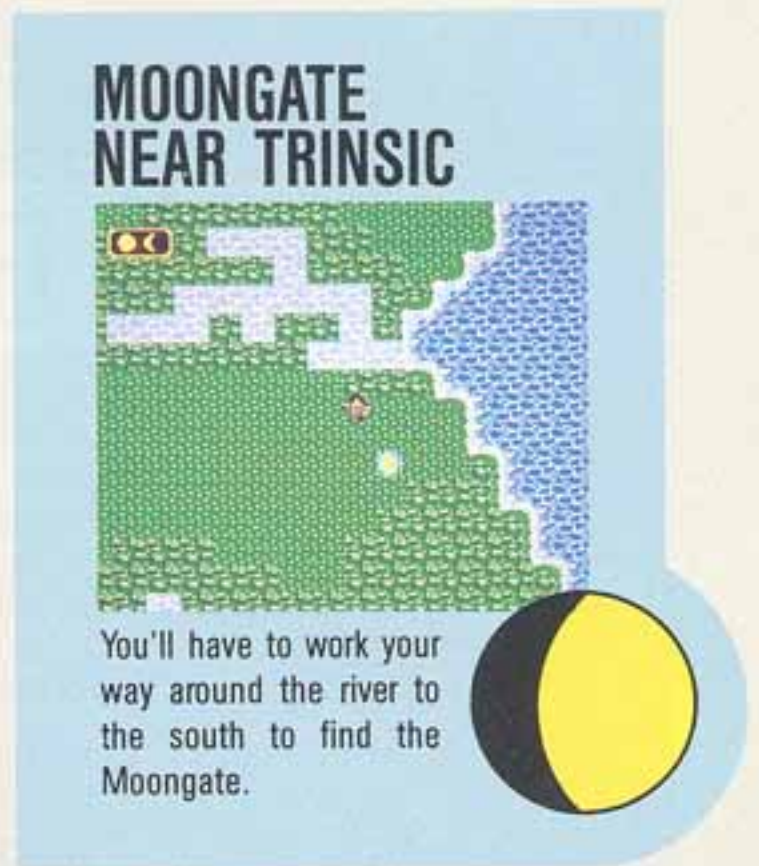 MOONGATE
NEAR TRINSIC
You'll have to work your
way around the river to
the south to find the
Moongate.